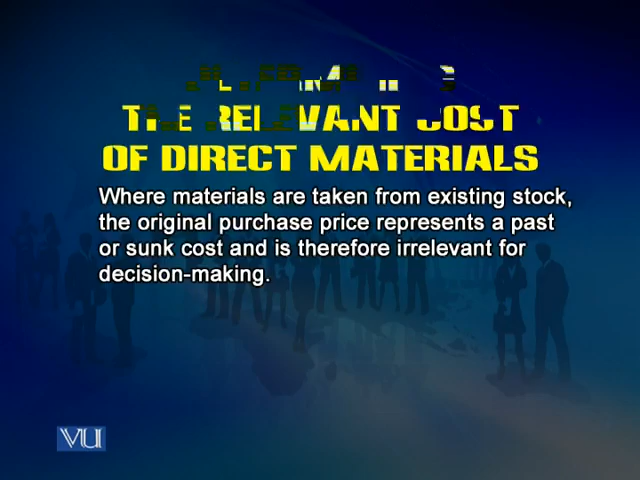 THE RELEVANT COST
OF DIRECT MATERIALS
Where materials are taken from existing stock,
the original purchase price represents a past
or sunk cost and is therefore irrelevant for
decision-making.
VU